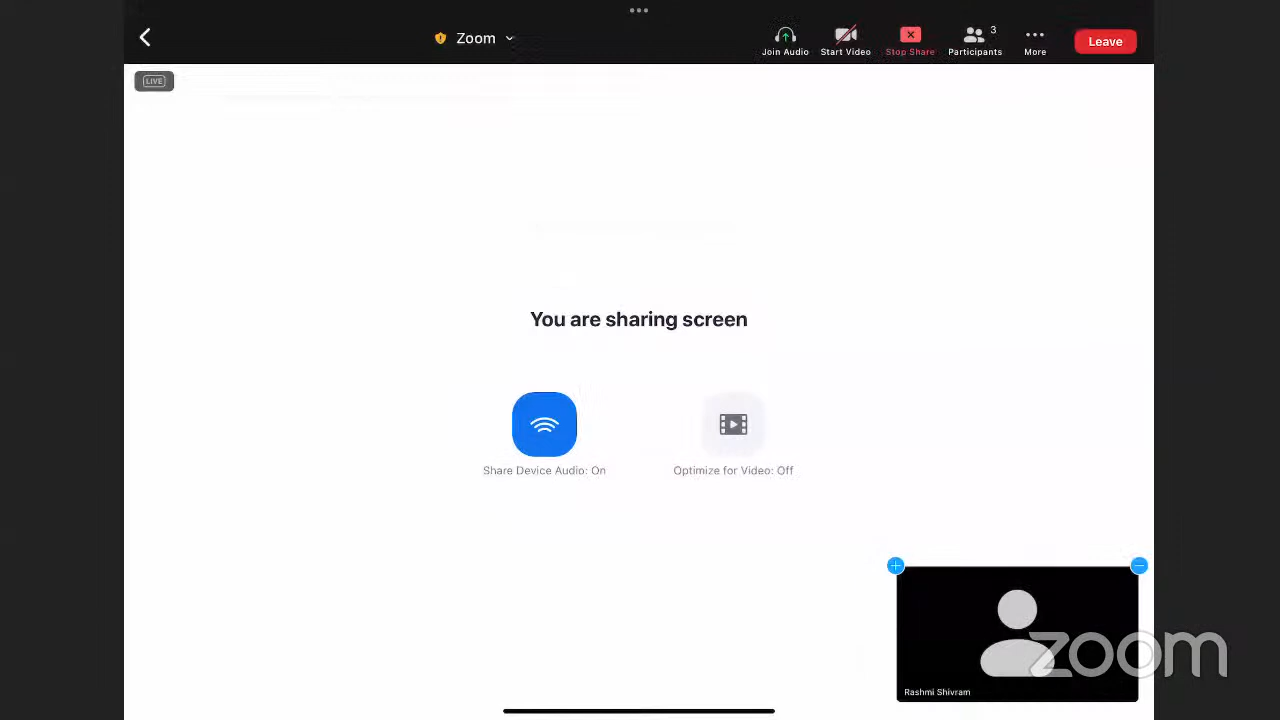 Zoom
3
Join Audio
Start Video
Stop Share
Participants
More
Leave
LIVE
You are sharing screen
Share Device Audio: On
Optimize for Video: Off
Rashmi Shivram
zoom